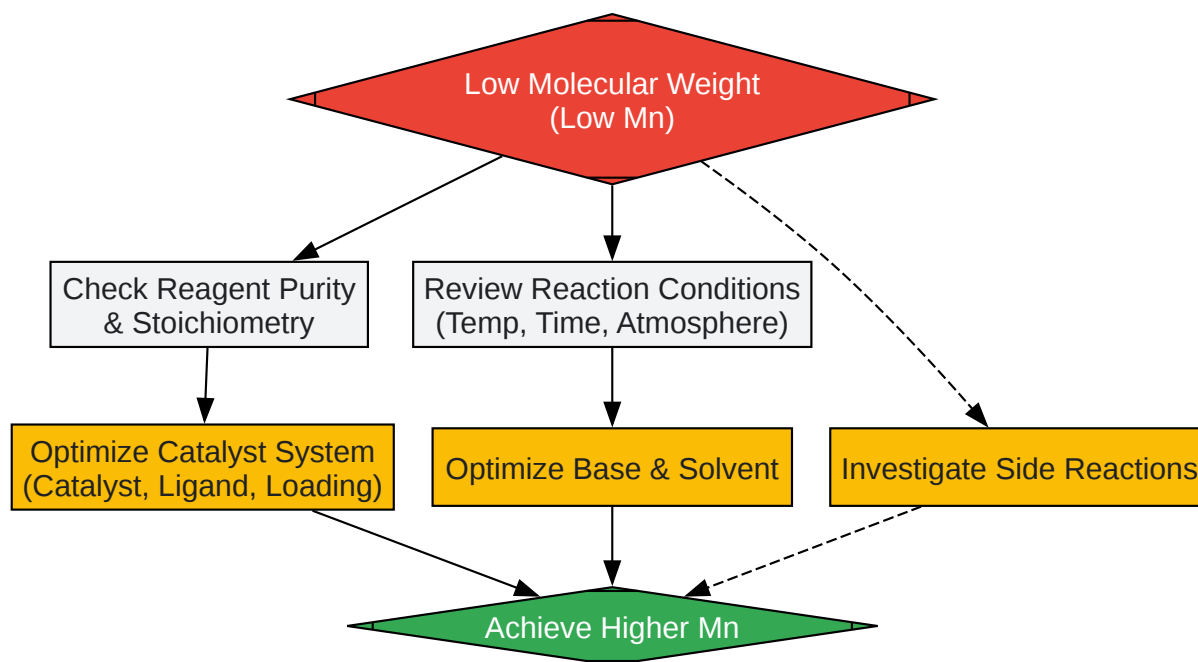 Low Molecular Weight
(Low Mn)
Check Reagent Purity
& Stoichiometry
Review Reaction Conditions
(Temp, Time, Atmosphere)
Optimize Catalyst System
(Catalyst, Ligand, Loading)
Optimize Base & Solvent
Investigate Side Reactions
Achieve Higher Mn